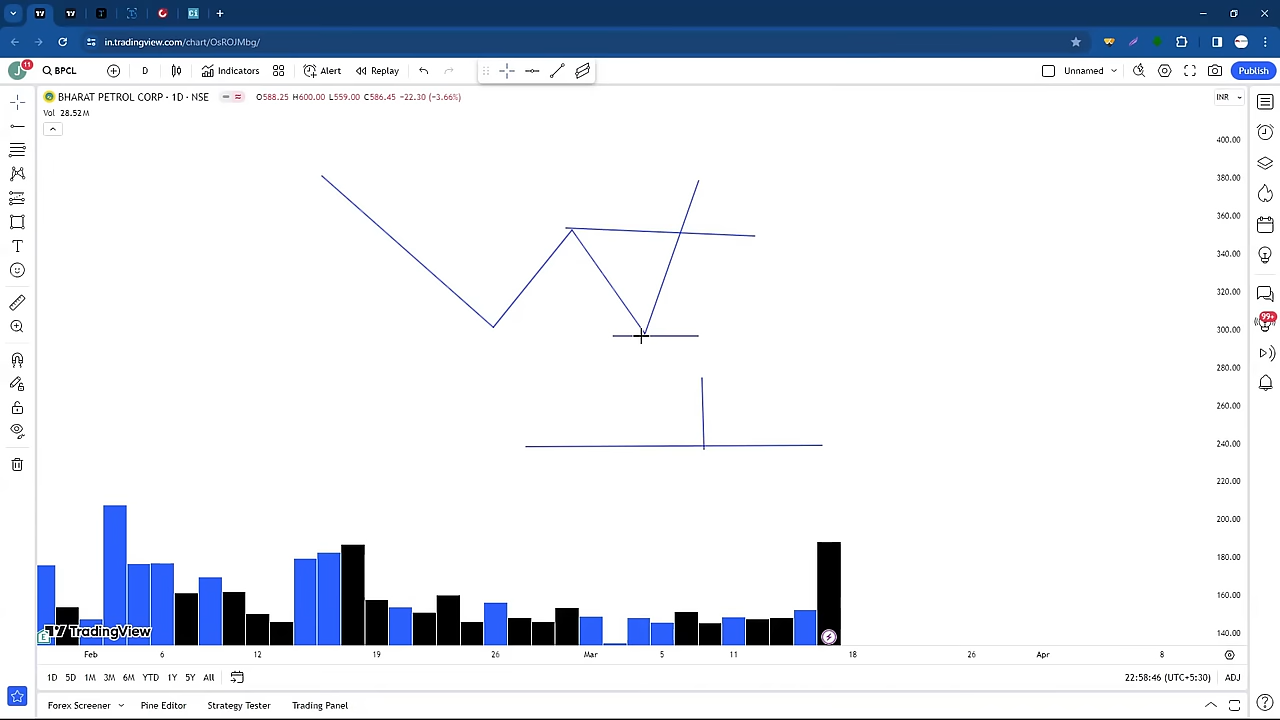 in.tradingview.com/chart/OsROJMbg/
11
BPCL
D
Indicators
Alert
Replay
Unnamed
Publish
BHARAT PETROL CORP · 1D · NSE
O588.25 H600.00 L559.00 C586.45 −22.30 (−3.66%)
INR
Vol 28.52M
400.00
380.00
360.00
340.00
320.00
99+
300.00
280.00
260.00
240.00
220.00
200.00
180.00
160.00
140.00
TradingView
Feb 6 12 19 26 Mar 5 11 18 26 Apr 8
1D 5D 1M 3M 6M YTD 1Y 5Y All
22:58:46 (UTC+5:30) ADJ
Forex Screener Pine Editor Strategy Tester Trading Panel